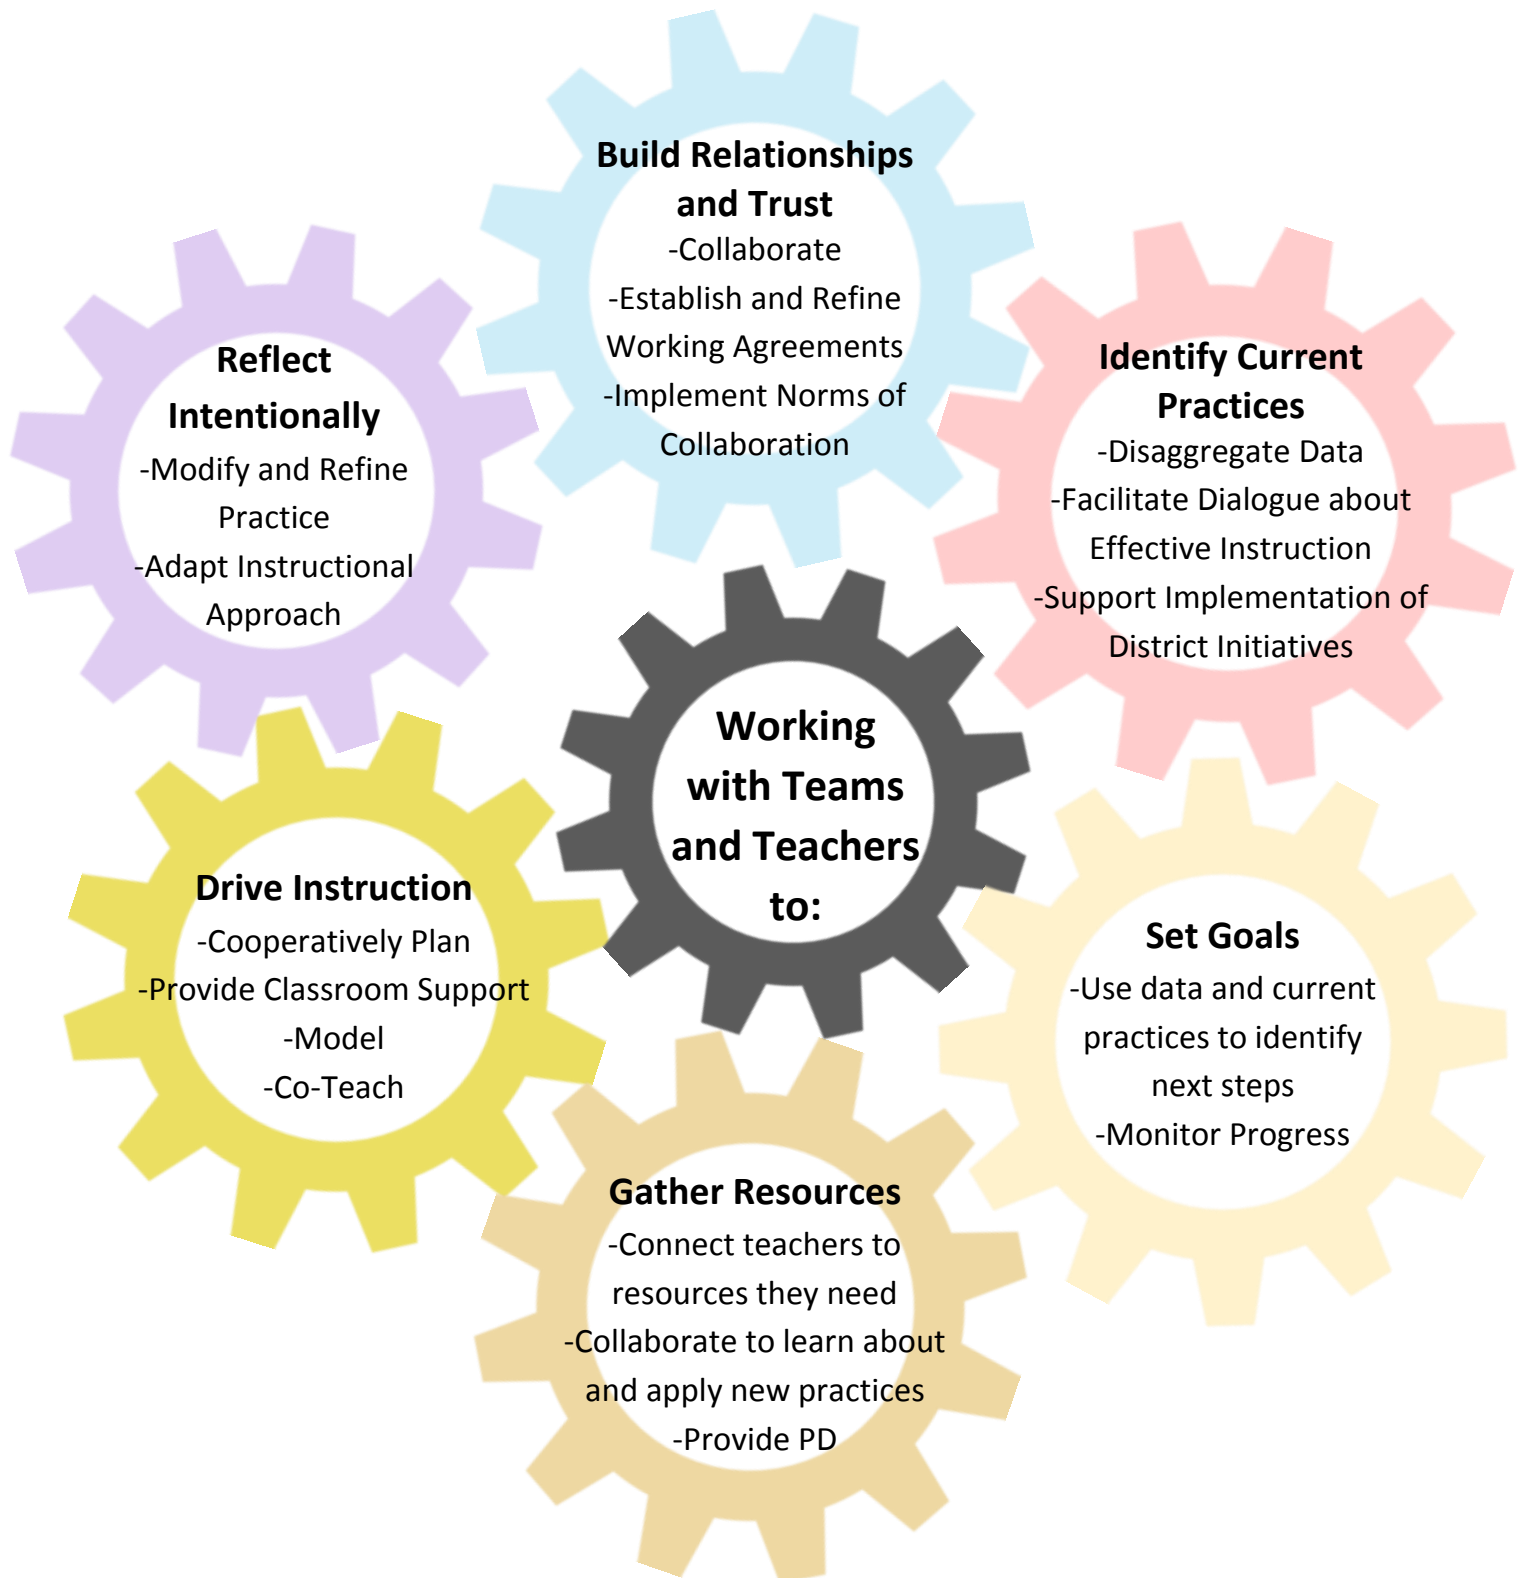 Build Relationships
and Trust
-Collaborate
-Establish and Refine
Working Agreements
-Implement Norms of
Collaboration
Identify Current
Practices
-Disaggregate Data
-Facilitate Dialogue about
Effective Instruction
-Support Implementation of
District Initiatives
Set Goals
-Use data and current
practices to identify
next steps
-Monitor Progress
Gather Resources
-Connect teachers to
resources they need
-Collaborate to learn about
and apply new practices
-Provide PD
Drive Instruction
-Cooperatively Plan
-Provide Classroom Support
-Model
-Co-Teach
Reflect
Intentionally
-Modify and Refine
Practice
-Adapt Instructional
Approach
Working
with Teams
and Teachers
to: